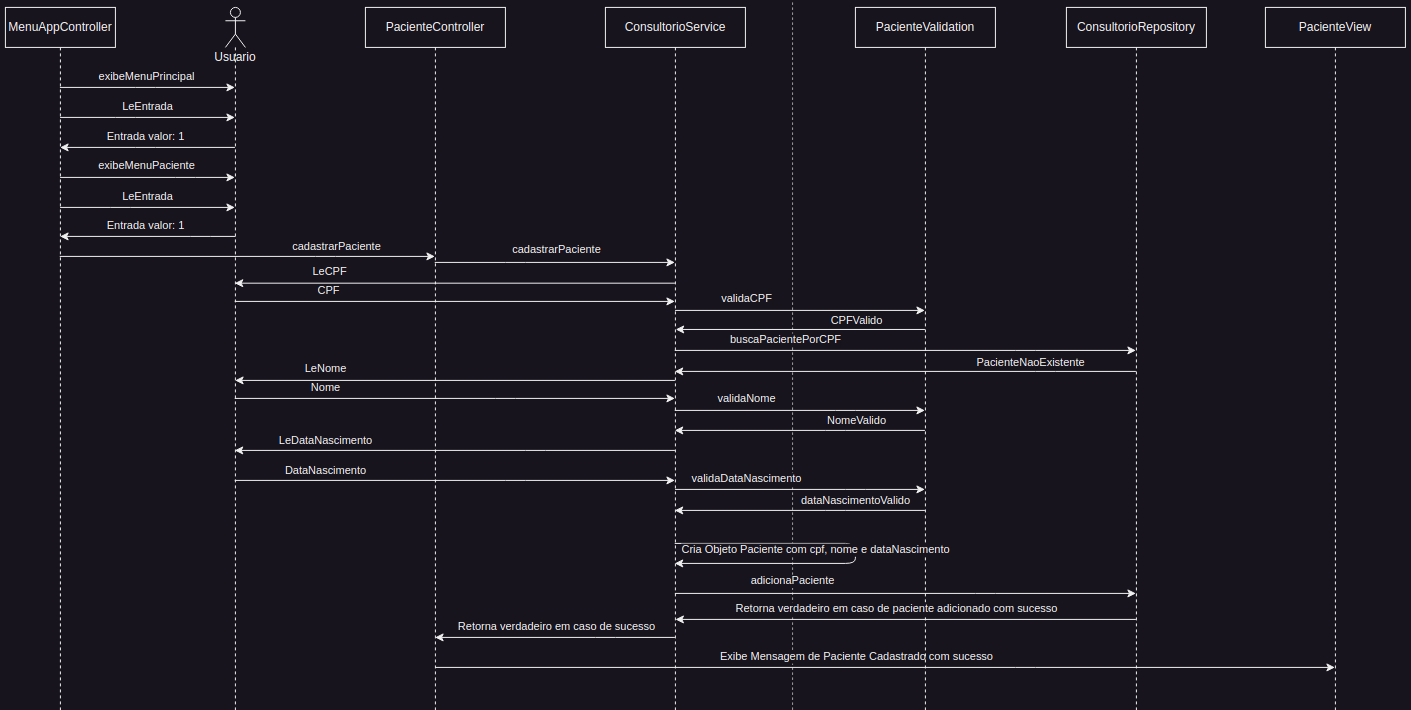 MenuAppController
Usuario
PacienteController
ConsultorioService
PacienteValidation
ConsultorioRepository
PacienteView
exibeMenuPrincipal
LeEntrada
Entrada valor: 1
exibeMenuPaciente
LeEntrada
Entrada valor: 1
cadastrarPaciente
cadastrarPaciente
LeCPF
CPF
validaCPF
CPFValido
buscaPacientePorCPF
PacienteNaoExistente
LeNome
Nome
validaNome
NomeValido
LeDataNascimento
DataNascimento
validaDataNascimento
dataNascimentoValido
Cria Objeto Paciente com cpf, nome e dataNascimento
adicionaPaciente
Retorna verdadeiro em caso de paciente adicionado com sucesso
Retorna verdadeiro em caso de sucesso
Exibe Mensagem de Paciente Cadastrado com sucesso